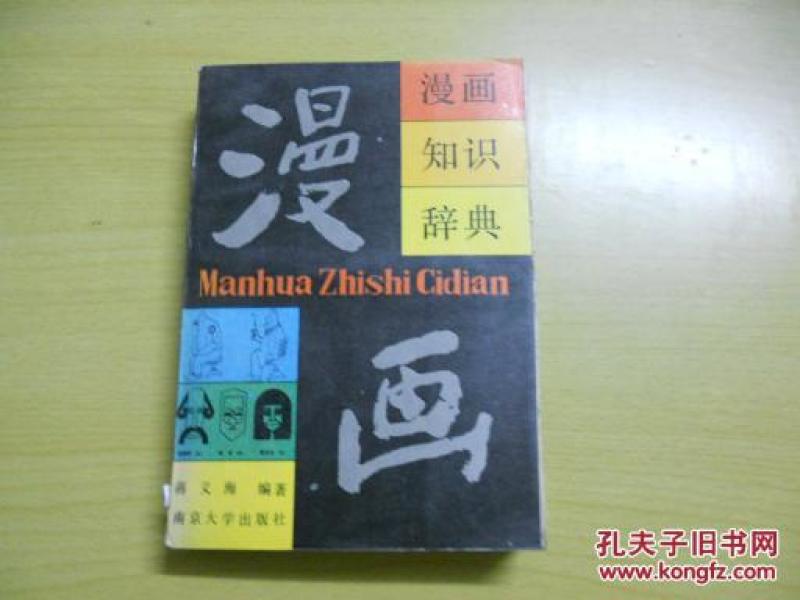 漫画
知识
辞典
漫
Manhua Zhishi Cidian
画
蒋义海 编著
南京大学出版社
孔夫子旧书网
www.kongfz.com